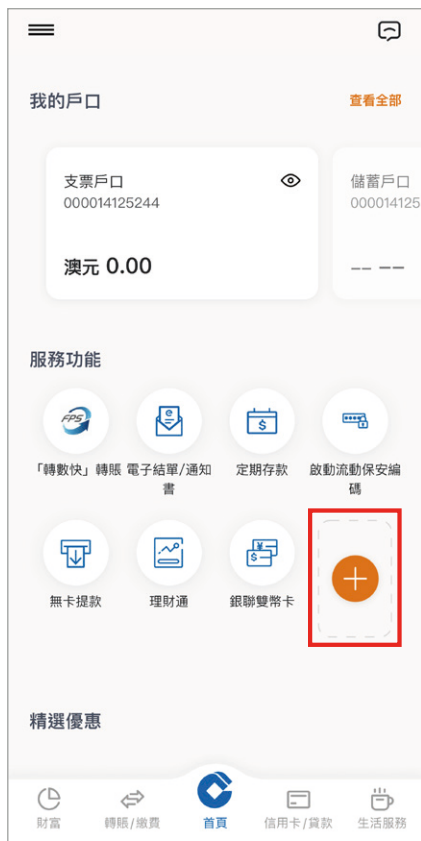 我的戶口
查看全部
支票戶口
000014125244
澳元 0.00
儲蓄戶口
000014125
-- --
服務功能
FPS
「轉數快」轉賬
電子結單/通知
書
定期存款
啟動流動保安編
碼
無卡提款
理財通
銀聯雙幣卡
精選優惠
財富
轉賬/繳費
首頁
信用卡/貸款
生活服務